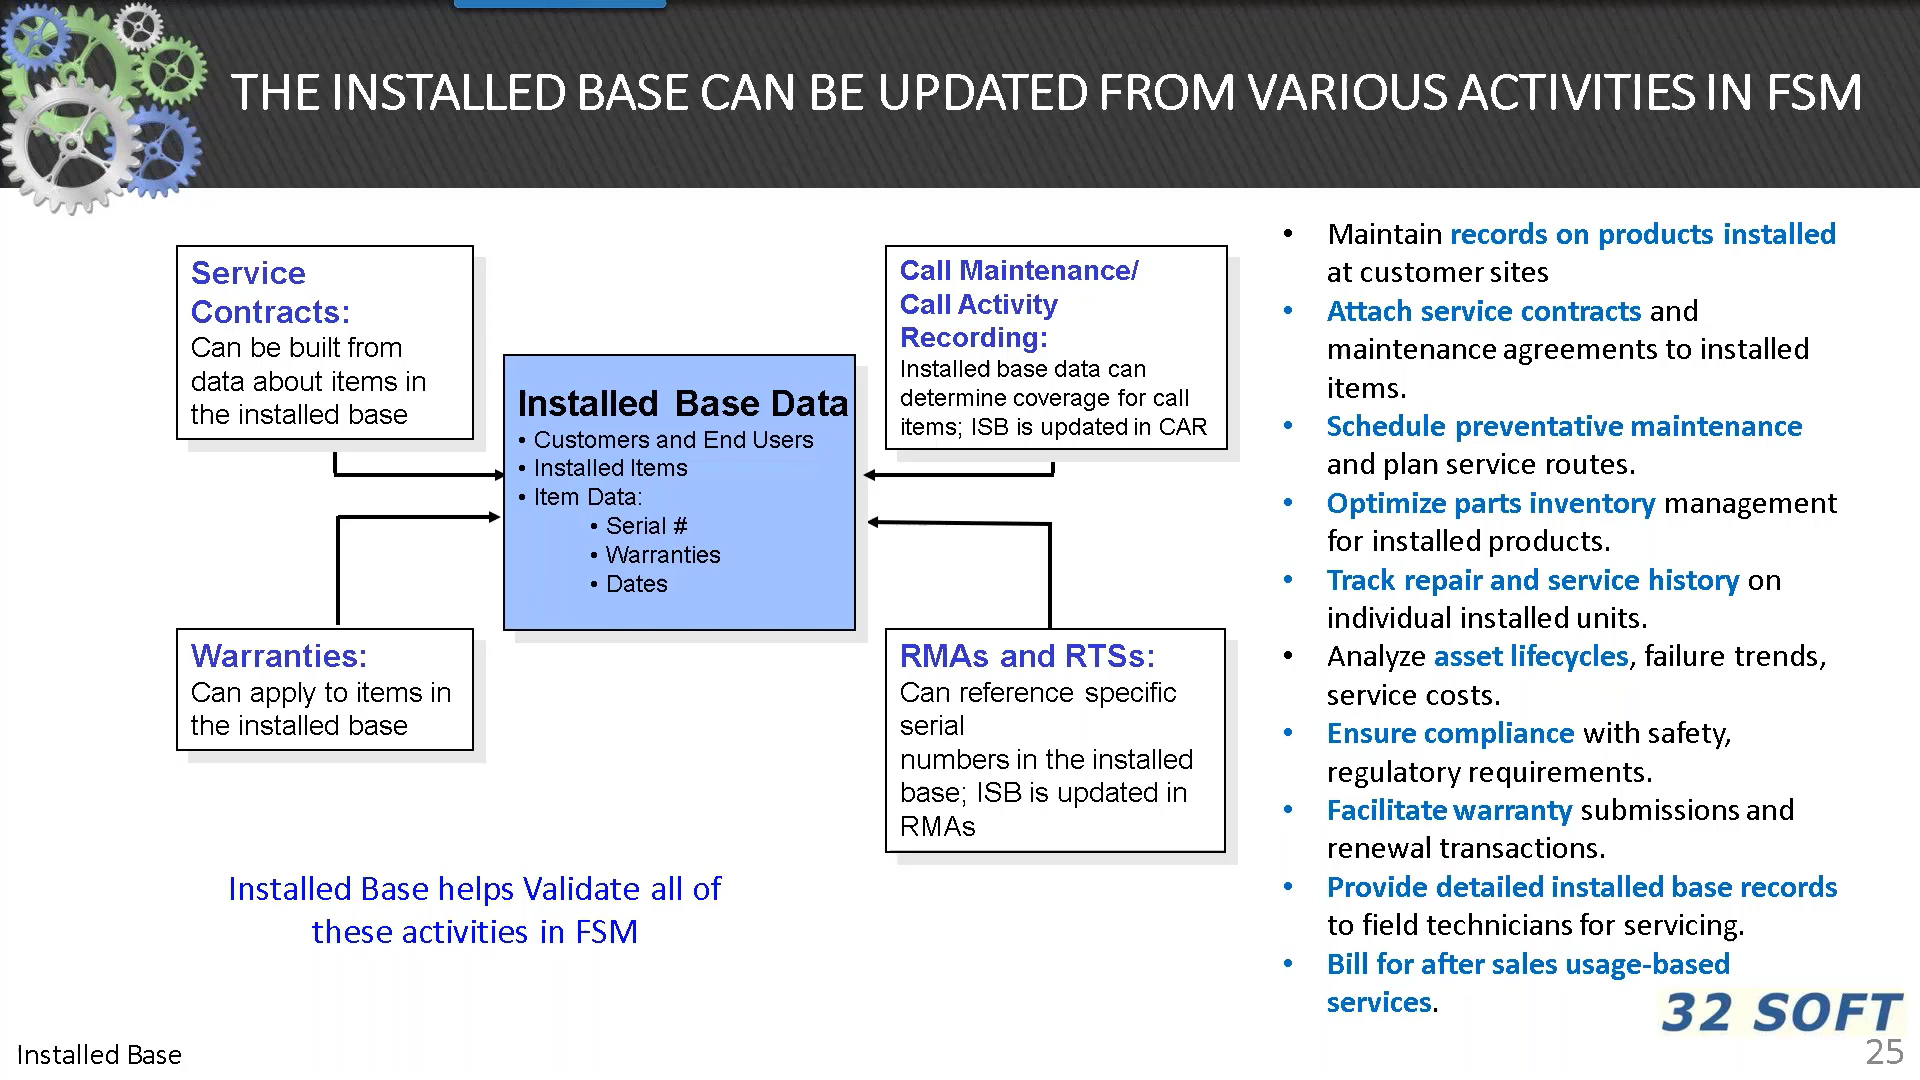 THE INSTALLED BASE CAN BE UPDATED FROM VARIOUS ACTIVITIES IN FSM
Service
Contracts:
Can be built from
data about items in
the installed base
Call Maintenance/
Call Activity
Recording:
Installed base data can
determine coverage for call
items; ISB is updated in CAR
Installed Base Data
• Customers and End Users
• Installed Items
• Item Data:
• Serial #
• Warranties
• Dates
Warranties:
Can apply to items in
the installed base
RMAs and RTSs:
Can reference specific
serial
numbers in the installed
base; ISB is updated in
RMAs
Installed Base helps Validate all of
these activities in FSM
• Maintain records on products installed
at customer sites
• Attach service contracts and
maintenance agreements to installed
items.
• Schedule preventative maintenance
and plan service routes.
• Optimize parts inventory management
for installed products.
• Track repair and service history on
individual installed units.
• Analyze asset lifecycles, failure trends,
service costs.
• Ensure compliance with safety,
regulatory requirements.
• Facilitate warranty submissions and
renewal transactions.
• Provide detailed installed base records
to field technicians for servicing.
• Bill for after sales usage-based
services.
32 SOFT
Installed Base
25